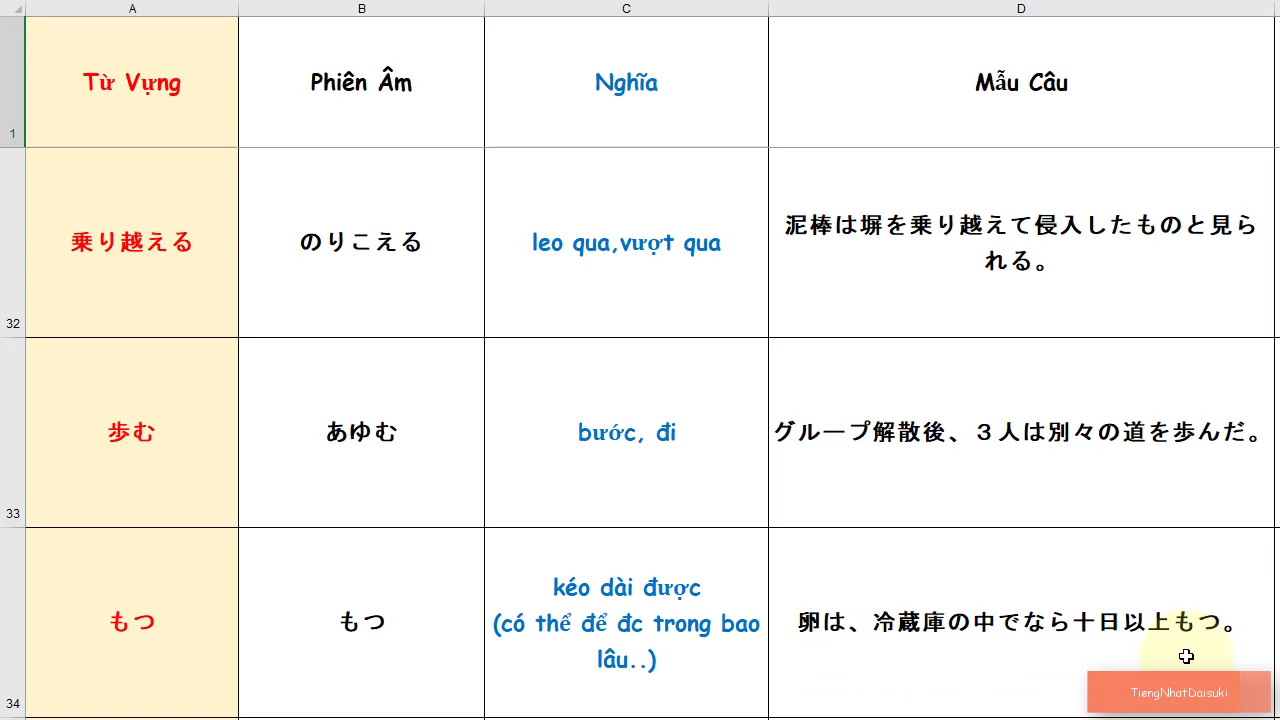 A B C D
1 Từ Vựng Phiên Âm Nghĩa Mẫu Câu
32 乗り越える のりこえる leo qua,vượt qua 泥棒は塀を乗り越えて侵入したものと見ら
れる。
33 歩む あゆむ bước, đi グループ解散後、３人は別々の道を歩んだ。
34 もつ もつ kéo dài được
(có thể để đc trong bao
lâu..)
卵は、冷蔵庫の中でなら十日以上もつ。
TiengNhatDaisuki